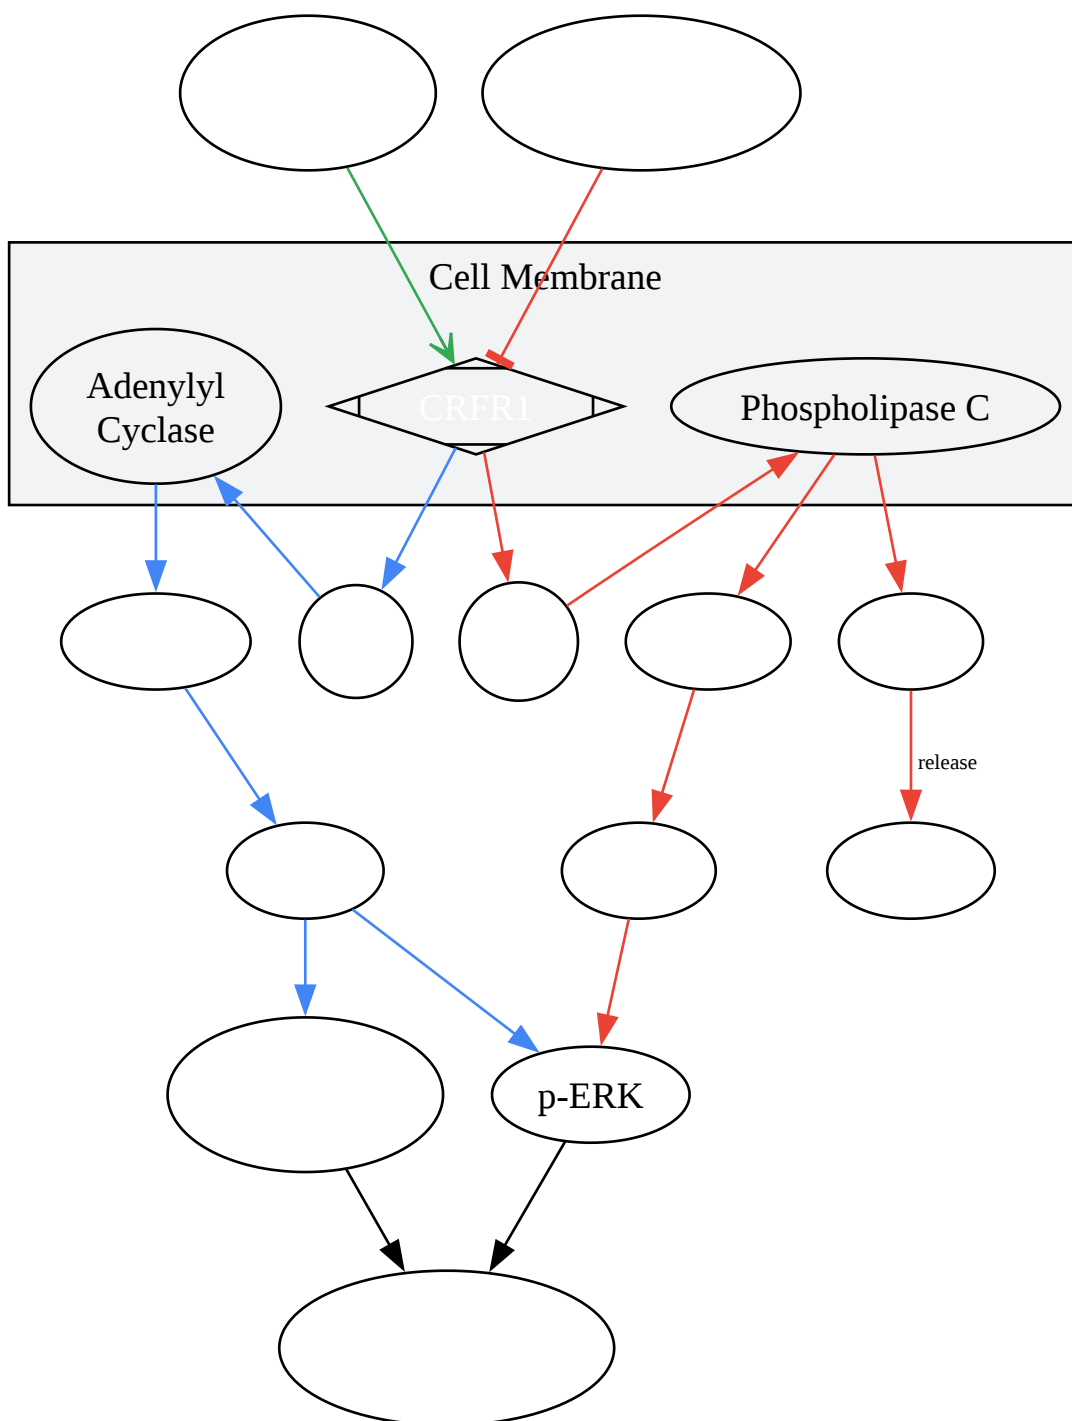 Cell Membrane
Adenylyl
Cyclase
CRFR1
Phospholipase C
release
p-ERK